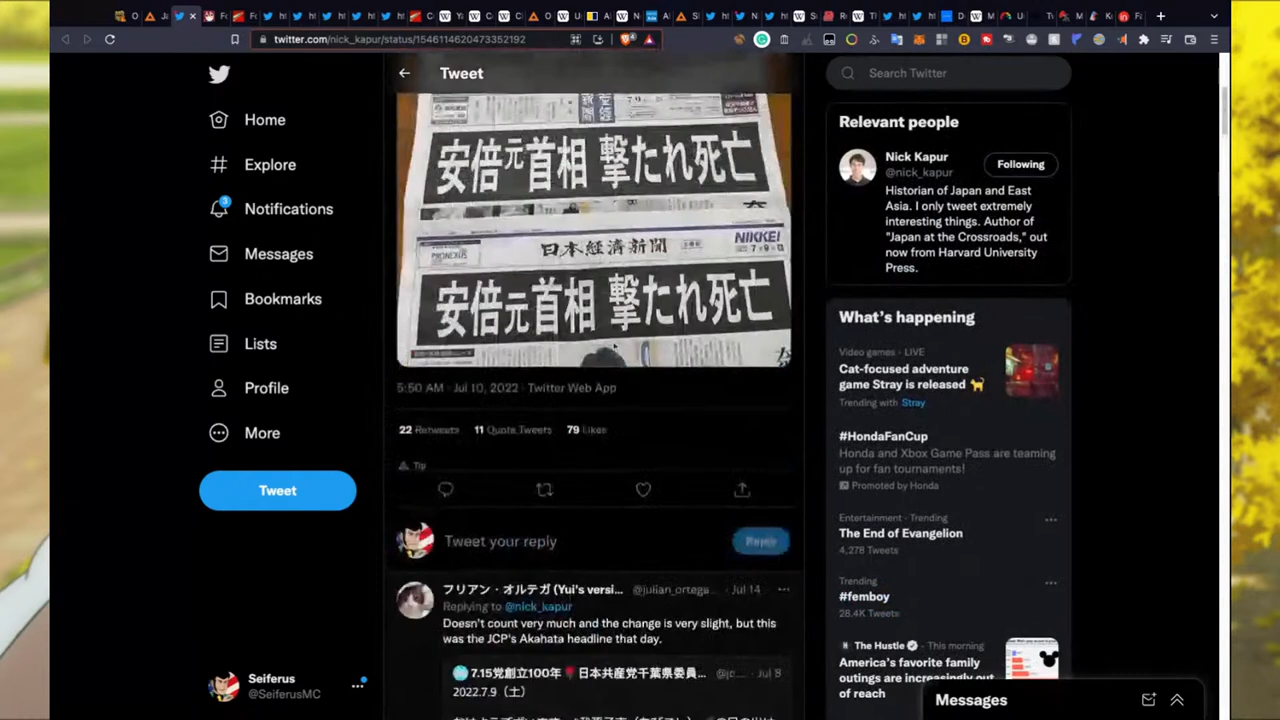 twitter.com/nick_kapur/status/1546114620473352192
Tweet
Search Twitter
Home
Explore
3
Notifications
Messages
Bookmarks
Lists
Profile
More
Tweet
Seiferus
@SeiferusMC
安倍元首相 撃たれ死亡
日本経済新聞
NIKKEI
PRONEXUS
7月9日
安倍元首相 撃たれ死亡
5:50 AM · Jul 10, 2022 · Twitter Web App
22 Retweets 11 Quote Tweets 79 Likes
Tip
Tweet your reply
Reply
フリアン・オルテガ (Yui's versi... @julian_ortega... · Jul 14
Replying to @nick_kapur
Doesn't count very much and the change is very slight, but this
was the JCP's Akahata headline that day.
7.15党創立100年🌹日本共産党千葉県委員... @jc... · Jul 8
2022.7.9（土）
Relevant people
Nick Kapur
@nick_kapur
Following
Historian of Japan and East
Asia. I only tweet extremely
interesting things. Author of
"Japan at the Crossroads," out
now from Harvard University
Press.
What's happening
Video games · LIVE
Cat-focused adventure
game Stray is released 🐈
Trending with Stray
#HondaFanCup
Honda and Xbox Game Pass are teaming
up for fan tournaments!
Promoted by Honda
Entertainment · Trending
The End of Evangelion
4,278 Tweets
Trending
#femboy
28.4K Tweets
The Hustle · This morning
America's favorite family
outings are increasingly out
of reach
Messages